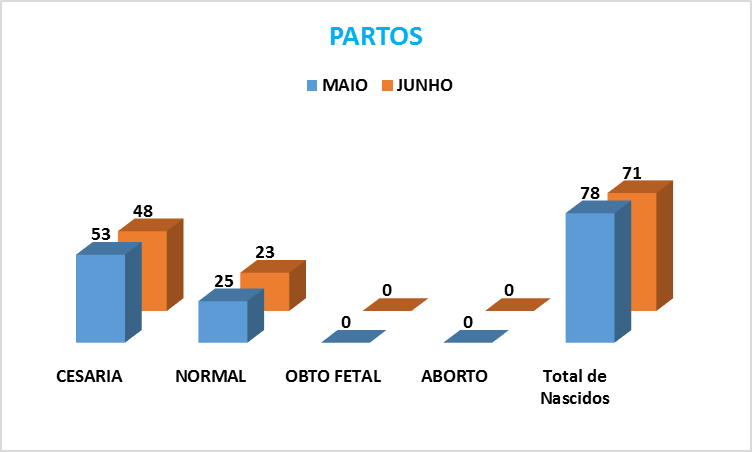 PARTOS
MAIO JUNHO
53 48
25 23
0 0
0 0
78 71
CESARIA NORMAL OBTO FETAL ABORTO Total de
Nascidos